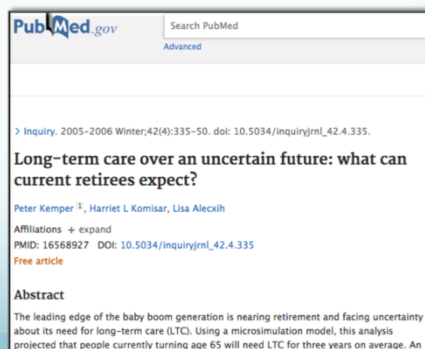 PubMed.gov
Search PubMed
Advanced
> Inquiry. 2005-2006 Winter;42(4):335-50. doi: 10.5034/inquiryjrnl_42.4.335.
Long-term care over an uncertain future: what can
current retirees expect?
Peter Kemper 1, Harriet L Komisar, Lisa Alecxih
Affiliations + expand
PMID: 16568927 DOI: 10.5034/inquiryjrnl_42.4.335
Free article
Abstract
The leading edge of the baby boom generation is nearing retirement and facing uncertainty
about its need for long-term care (LTC). Using a microsimulation model, this analysis
projected that people currently turning age 65 will need LTC for three years on average. An